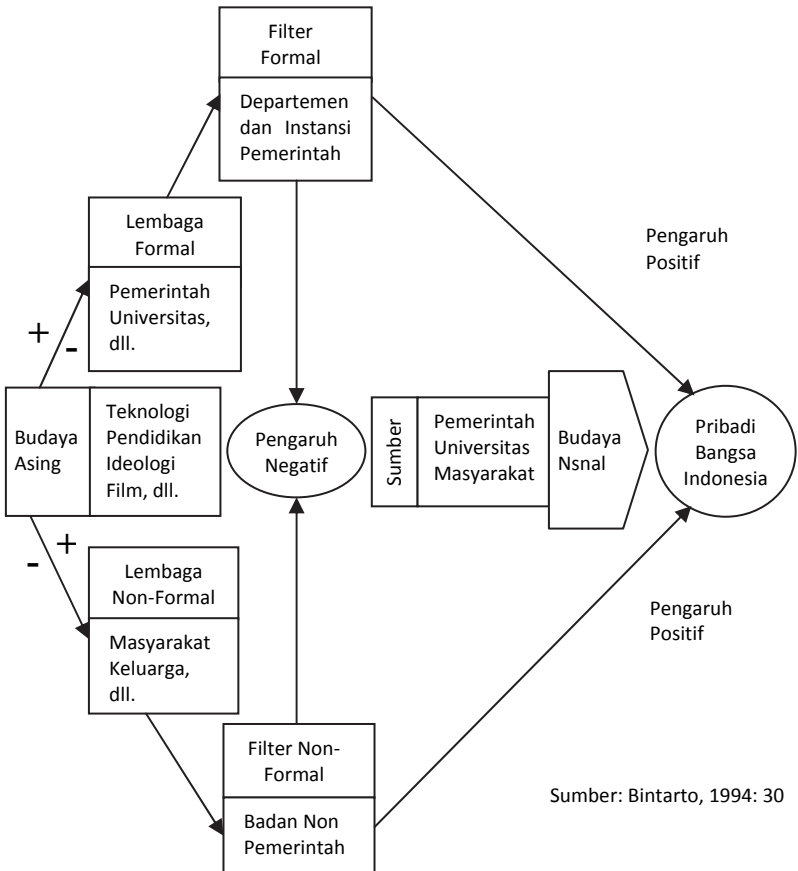 Filter
Formal
Departemen
dan Instansi
Pemerintah
Lembaga
Formal
Pemerintah
Universitas,
dll.
Pengaruh
Positif
+
-
Budaya
Asing
Teknologi
Pendidikan
Ideologi
Film, dll.
Pengaruh
Negatif
Sumber
Pemerintah
Universitas
Masyarakat
Budaya
Nsnal
Pribadi
Bangsa
Indonesia
+
-
Lembaga
Non-Formal
Masyarakat
Keluarga,
dll.
Pengaruh
Positif
Filter Non-
Formal
Badan Non
Pemerintah
Sumber: Bintarto, 1994: 30